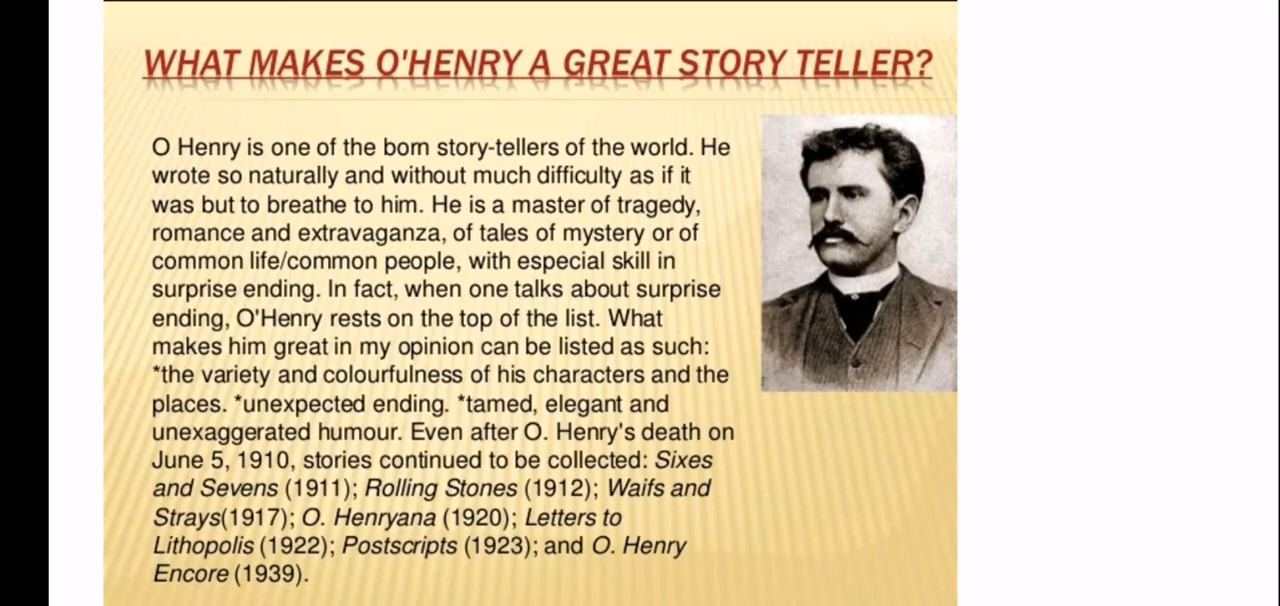 WHAT MAKES O'HENRY A GREAT STORY TELLER?
O Henry is one of the born story-tellers of the world. He
wrote so naturally and without much difficulty as if it
was but to breathe to him. He is a master of tragedy,
romance and extravaganza, of tales of mystery or of
common life/common people, with especial skill in
surprise ending. In fact, when one talks about surprise
ending, O'Henry rests on the top of the list. What
makes him great in my opinion can be listed as such:
*the variety and colourfulness of his characters and the
places. *unexpected ending. *tamed, elegant and
unexaggerated humour. Even after O. Henry's death on
June 5, 1910, stories continued to be collected: Sixes
and Sevens (1911); Rolling Stones (1912); Waifs and
Strays(1917); O. Henryana (1920); Letters to
Lithopolis (1922); Postscripts (1923); and O. Henry
Encore (1939).